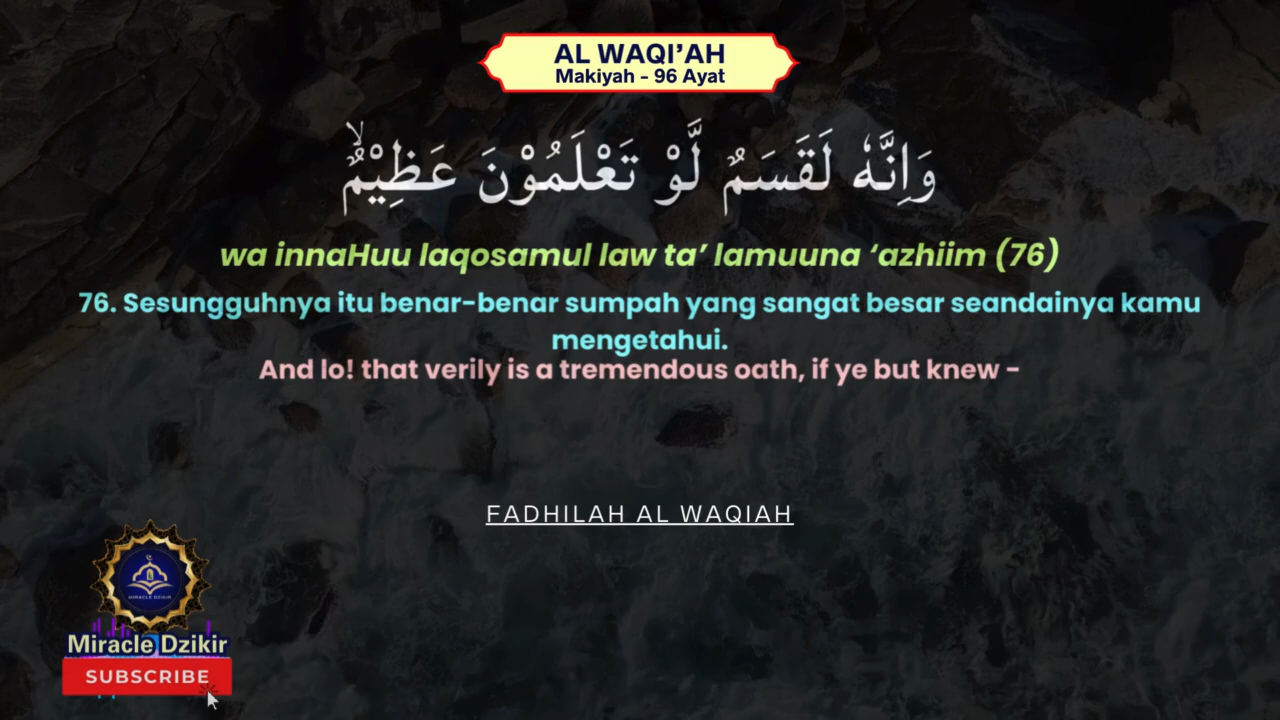 AL WAQI’AH
Makiyah - 96 Ayat
وَاِنَّهٗ لَقَسَمٌ لَّوْ تَعْلَمُوْنَ عَظِيْمٌۙ
wa innaHuu laqosamul law ta’ lamuuna ‘azhiim (76)
76. Sesungguhnya itu benar-benar sumpah yang sangat besar seandainya kamu
mengetahui.
And lo! that verily is a tremendous oath, if ye but knew -
FADHILAH AL WAQIAH
MIRACLE DZIKIR
Miracle Dzikir
SUBSCRIBE